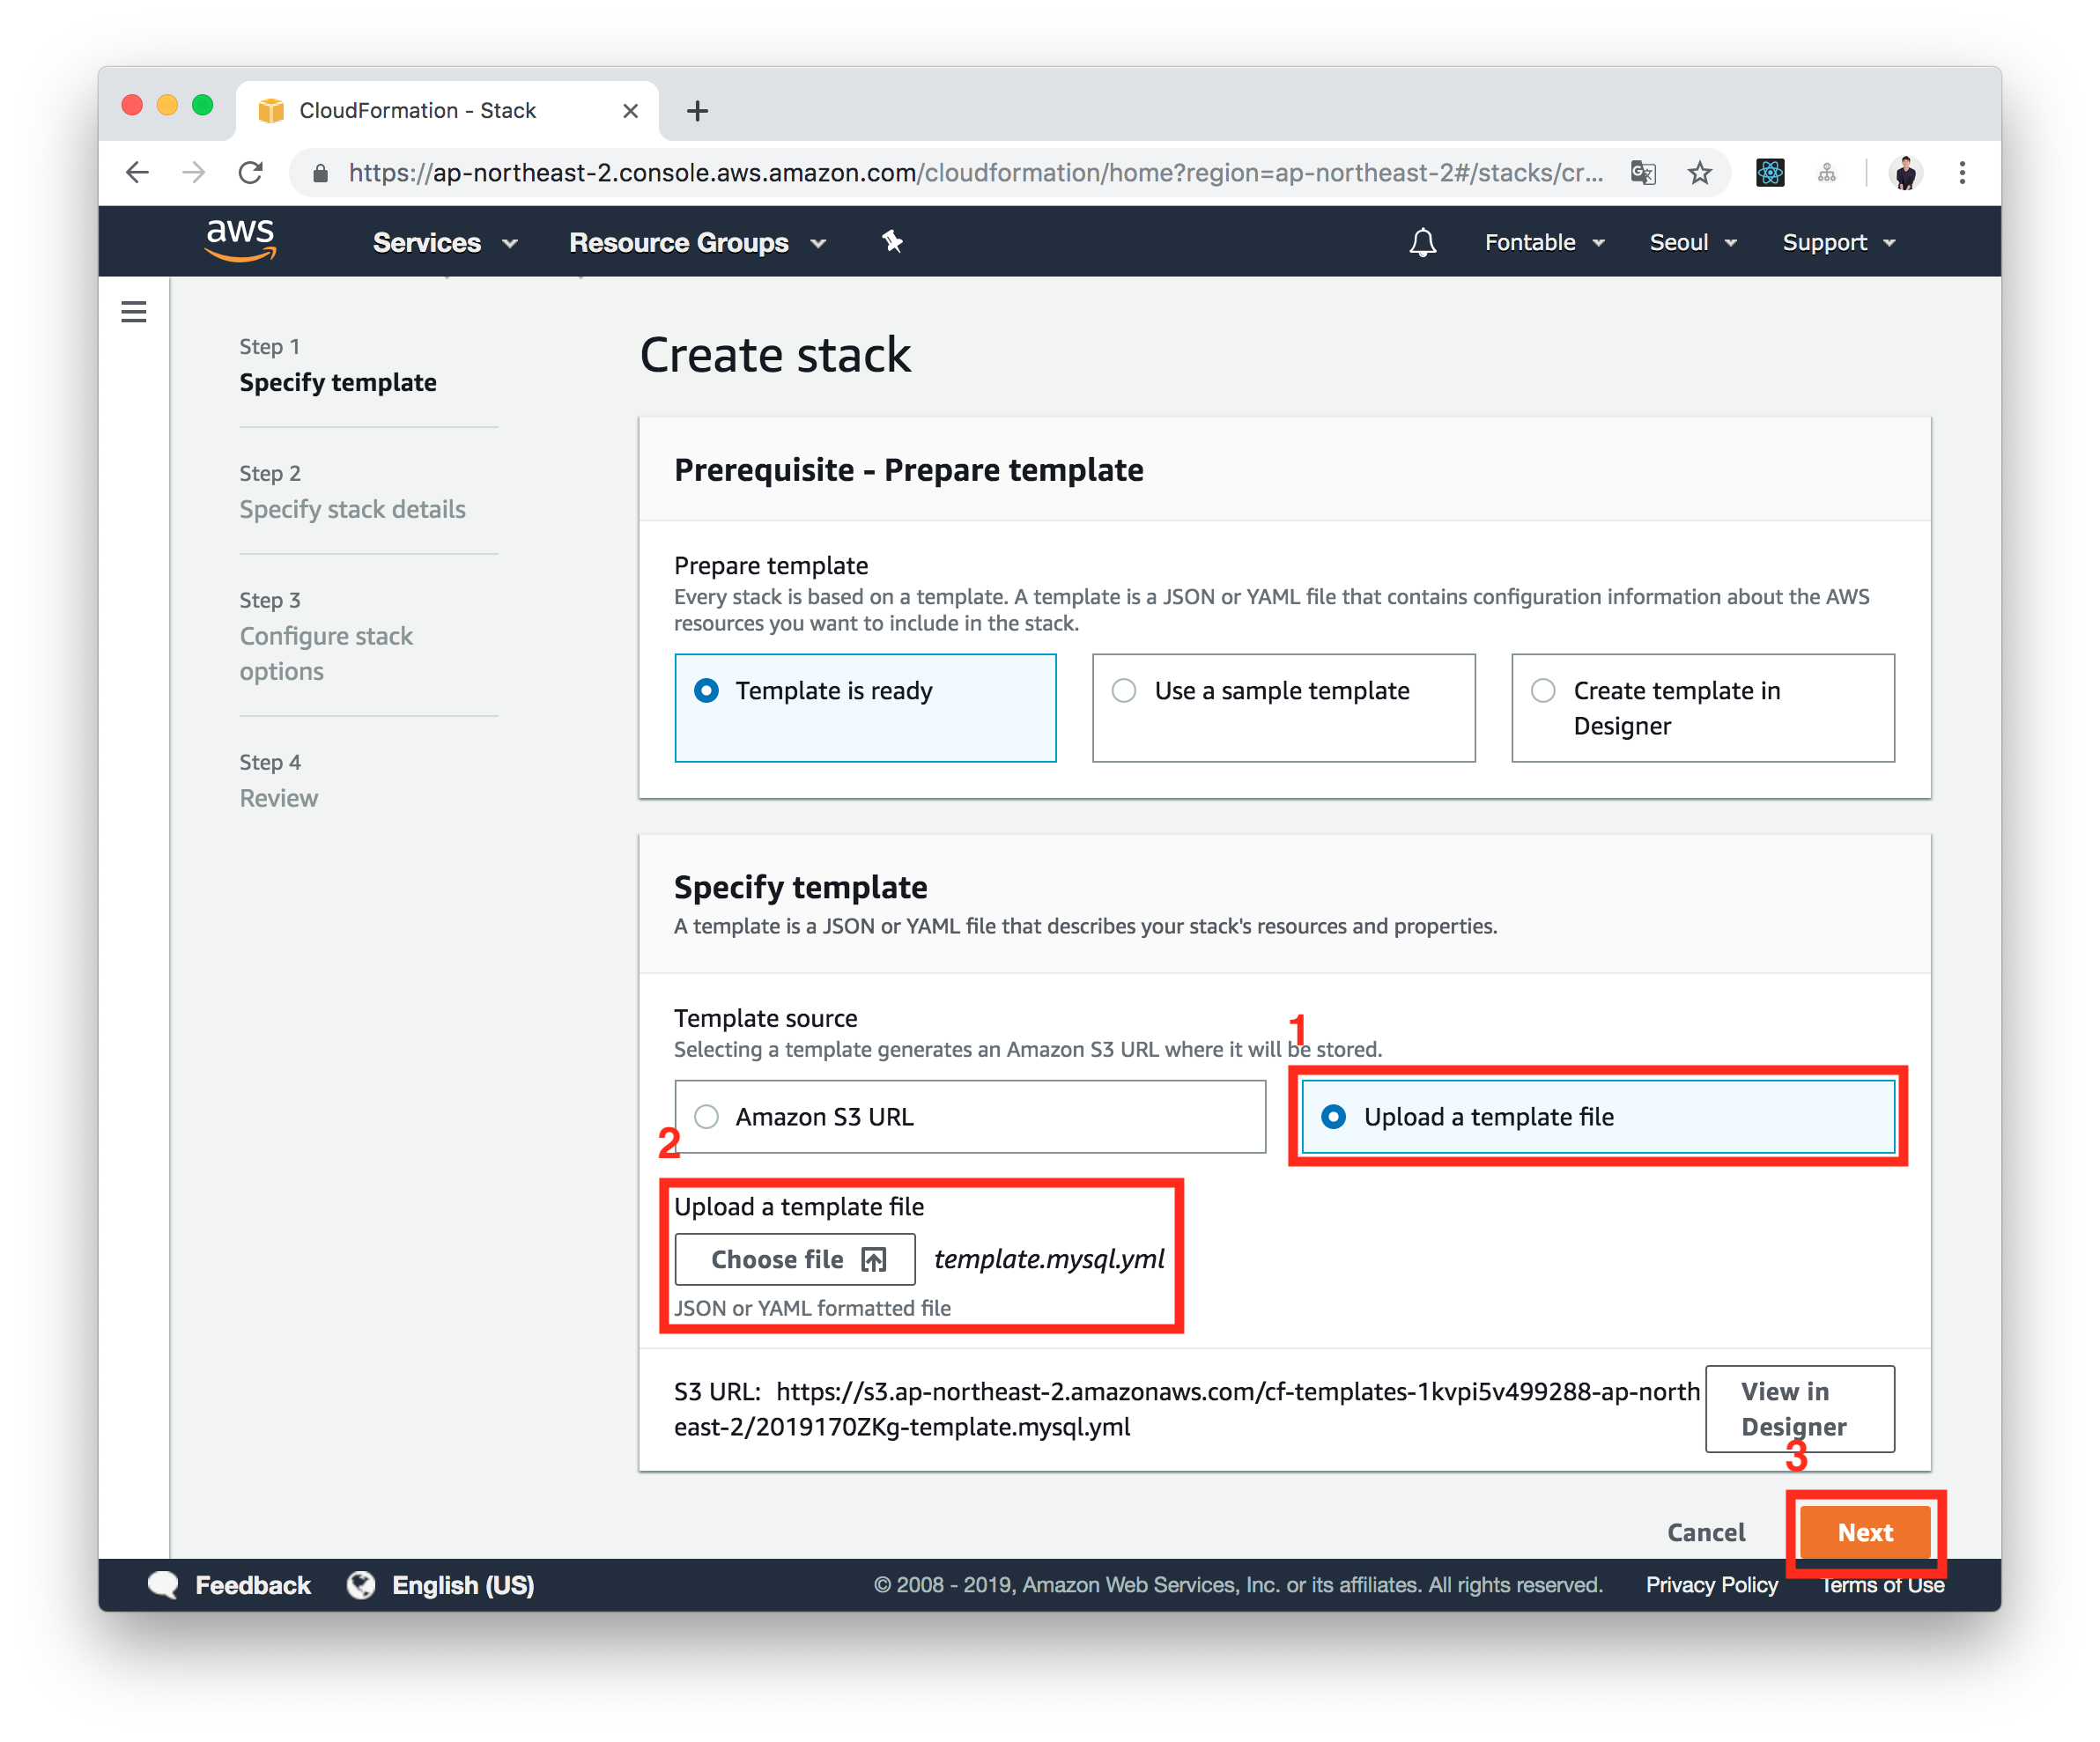 CloudFormation - Stack
https://ap-northeast-2.console.aws.amazon.com/cloudformation/home?region=ap-northeast-2#/stacks/cr...
aws
Services
Resource Groups
Fontable
Seoul
Support
Step 1
Specify template
Step 2
Specify stack details
Step 3
Configure stack
options
Step 4
Review
Create stack
Prerequisite - Prepare template
Prepare template
Every stack is based on a template. A template is a JSON or YAML file that contains configuration information about the AWS
resources you want to include in the stack.
Template is ready
Use a sample template
Create template in
Designer
Specify template
A template is a JSON or YAML file that describes your stack's resources and properties.
Template source
1
Selecting a template generates an Amazon S3 URL where it will be stored.
Amazon S3 URL
Upload a template file
2
Upload a template file
Choose file
template.mysql.yml
JSON or YAML formatted file
S3 URL: https://s3.ap-northeast-2.amazonaws.com/cf-templates-1kvpi5v499288-ap-north
east-2/2019170ZKg-template.mysql.yml
View in
Designer
3
Cancel
Next
Feedback
English (US)
© 2008 - 2019, Amazon Web Services, Inc. or its affiliates. All rights reserved.
Privacy Policy
Terms of Use